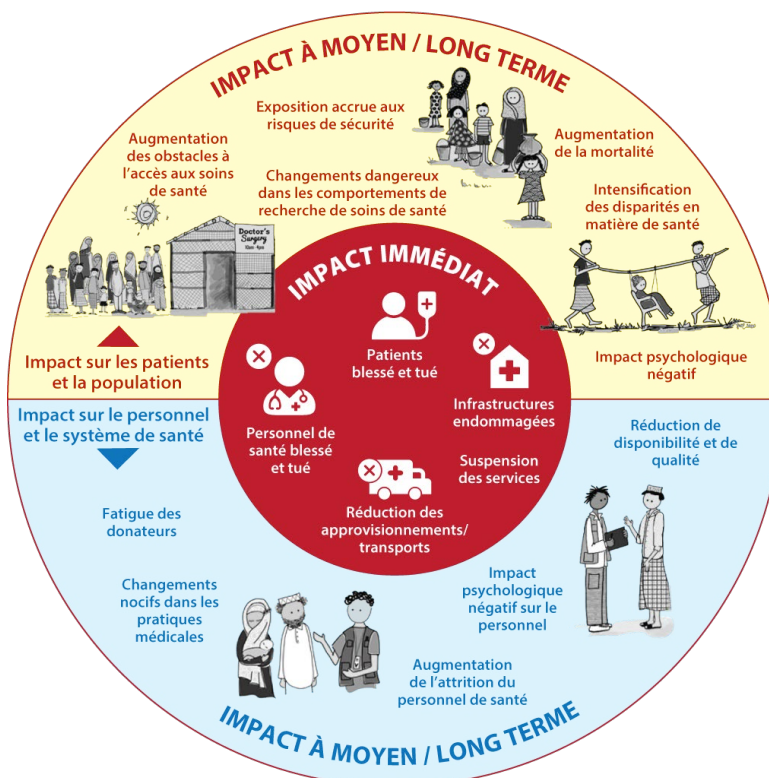 IMPACT À MOYEN / LONG TERME
Exposition accrue aux
risques de sécurité
Augmentation
des obstacles à
l'accès aux soins
de santé
Changements dangereux
dans les comportements de
recherche de soins de santé
Augmentation
de la mortalité
Intensification
des disparités en
matière de santé
Doctor's
Surgery
10am - 4pm
Impact psychologique
négatif
Impact sur les patients
et la population
IMPACT IMMÉDIAT
Patients
blessé et tué
Infrastructures
endommagées
Personnel de
santé blessé
et tué
Suspension
des services
Réduction des
approvisionnements/
transports
Impact sur le personnel
et le système de santé
Réduction de
disponibilité et de
qualité
Fatigue des
donateurs
Changements
nocifs dans les
pratiques
médicales
Impact
psychologique
négatif sur le
personnel
Augmentation
de l'attrition du
personnel de santé
IMPACT À MOYEN / LONG TERME